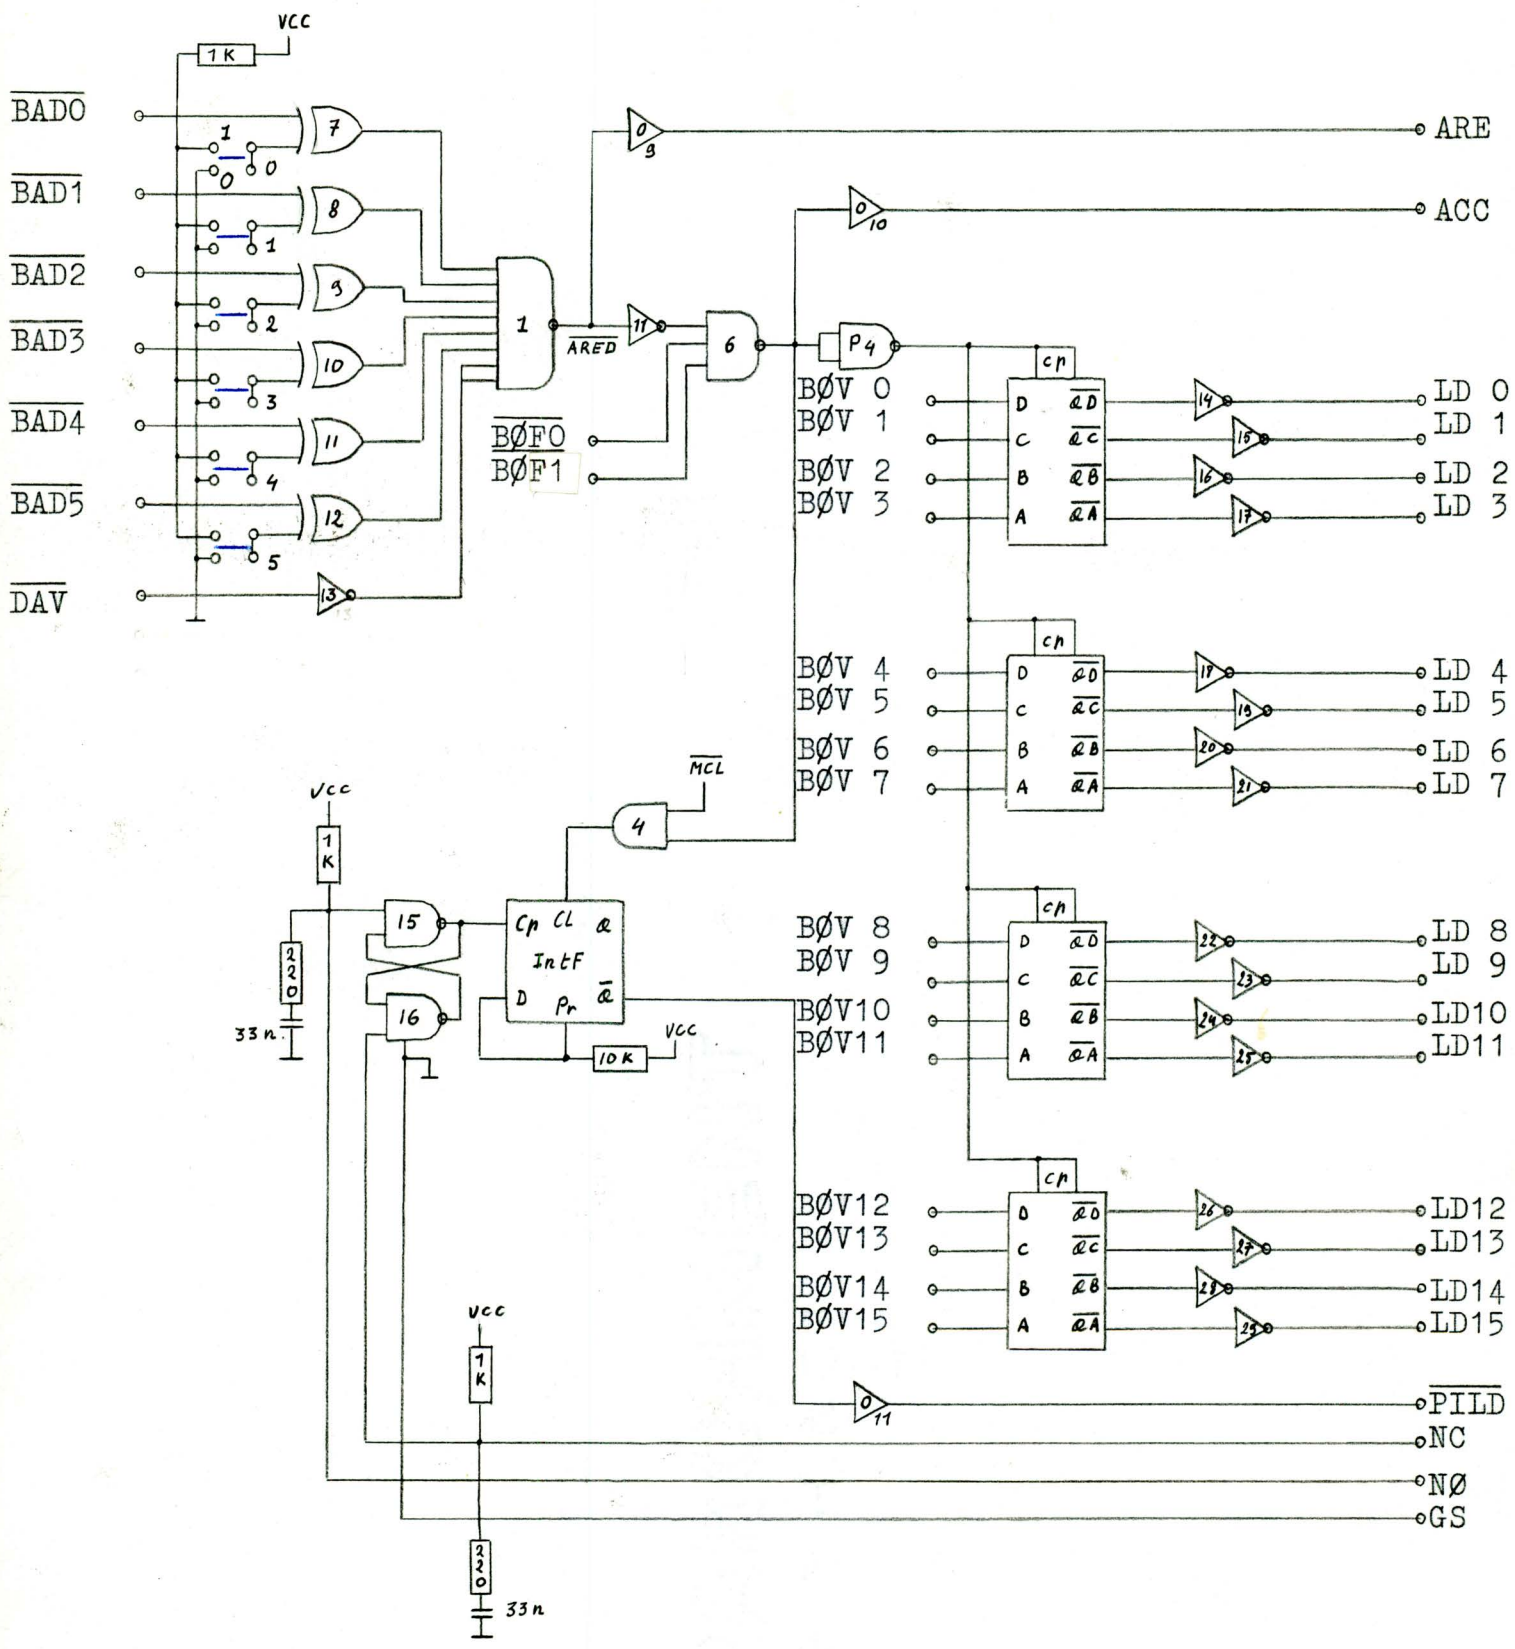 VCC
1K
BAD0
7
0
9
ARE
1
0
0
BAD1
8
0
10
ACC
1
BAD2
9
2
1
ARED
11
6
P4
BAD3
10
3
BAD4
11
4
BAD5
12
5
DAV
13
BØF0
BØF1
cp
BØV 0
D
QD
14
LD 0
BØV 1
C
QC
15
LD 1
BØV 2
B
QB
16
LD 2
BØV 3
A
QA
17
LD 3
cp
BØV 4
D
QD
18
LD 4
BØV 5
C
QC
19
LD 5
BØV 6
B
QB
20
LD 6
BØV 7
A
QA
21
LD 7
MCL
4
VCC
1K
15
220
33n.
16
Cp CL Q
IntF
D Pr Q
10K
VCC
cp
BØV 8
D
QD
22
LD 8
BØV 9
C
QC
23
LD 9
BØV10
B
QB
24
LD10
BØV11
A
QA
25
LD11
cp
BØV12
D
QD
26
LD12
BØV13
C
QC
27
LD13
BØV14
B
QB
28
LD14
BØV15
A
QA
29
LD15
VCC
1K
0
11
PILD
NC
NØ
GS
220
33n